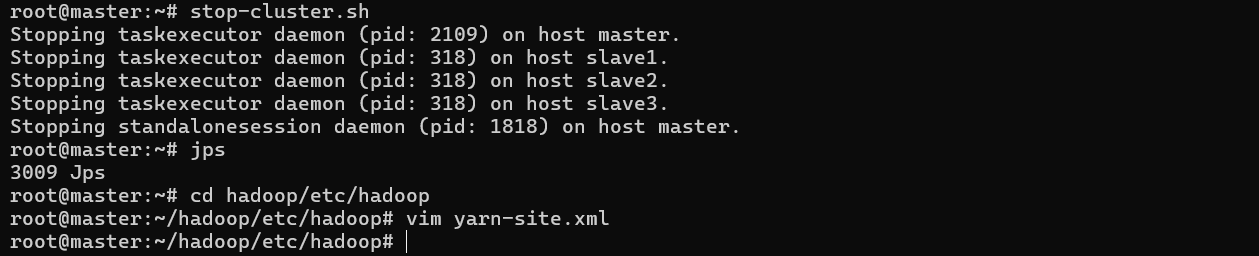 root@master:~# stop-cluster.sh
Stopping taskexecutor daemon (pid: 2109) on host master.
Stopping taskexecutor daemon (pid: 318) on host slave1.
Stopping taskexecutor daemon (pid: 318) on host slave2.
Stopping taskexecutor daemon (pid: 318) on host slave3.
Stopping standalonesession daemon (pid: 1818) on host master.
root@master:~# jps
3009 Jps
root@master:~# cd hadoop/etc/hadoop
root@master:~/hadoop/etc/hadoop# vim yarn-site.xml
root@master:~/hadoop/etc/hadoop#